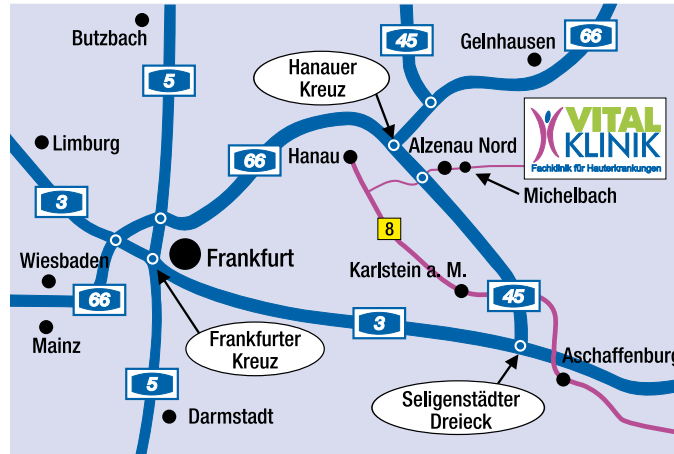 Butzbach
45
66
Gelnhausen
5
Hanauer
Kreuz
VITAL
KLINIK
Fachklinik für Hauterkrankungen
Limburg
66
Hanau
Alzenau Nord
Michelbach
3
8
Wiesbaden
Frankfurt
Karlstein a. M.
66
45
Mainz
Frankfurter
Kreuz
3
Aschaffenburg
5
Seligenstädter
Dreieck
Darmstadt